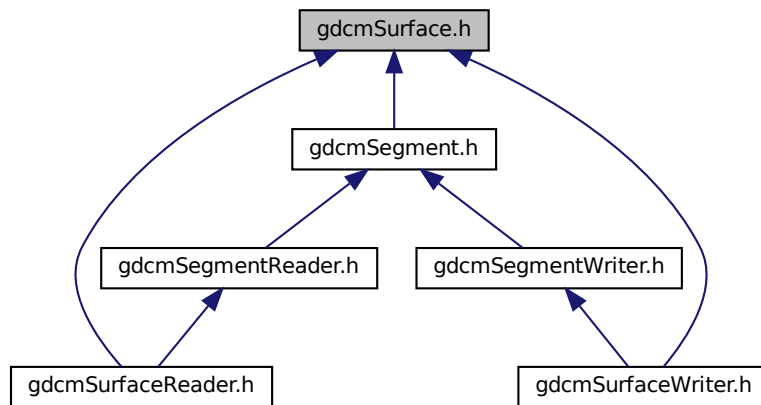 gdcmSurface.h
gdcmSegment.h
gdcmSegmentReader.h
gdcmSegmentWriter.h
gdcmSurfaceReader.h
gdcmSurfaceWriter.h